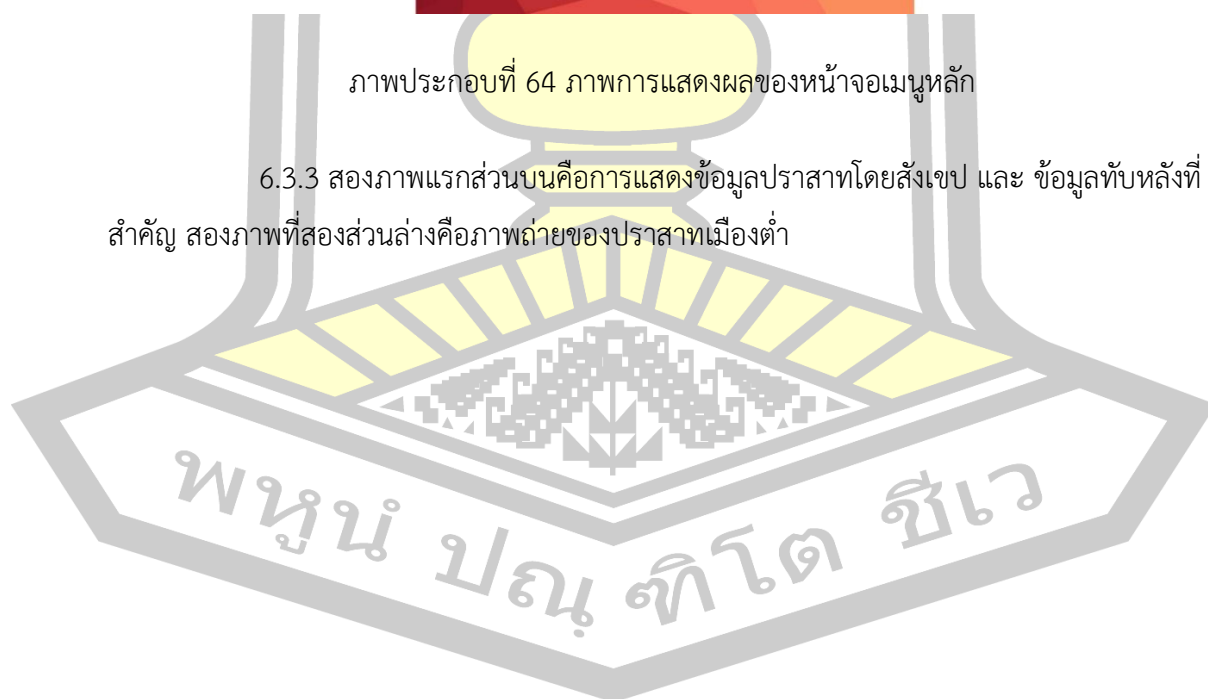 ภาพประกอบที่ 64 ภาพการแสดงผลของหน้าจอเมนูหลัก
6.3.3 สองภาพแรกส่วนบนคือการแสดงข้อมูลปราสาทโดยสังเขป และ ข้อมูลทับหลังที่
สำคัญ สองภาพที่สองส่วนล่างคือภาพถ่ายของปราสาทเมืองต่ำ
พหูนํ ปณฺฑิโต ชีเว